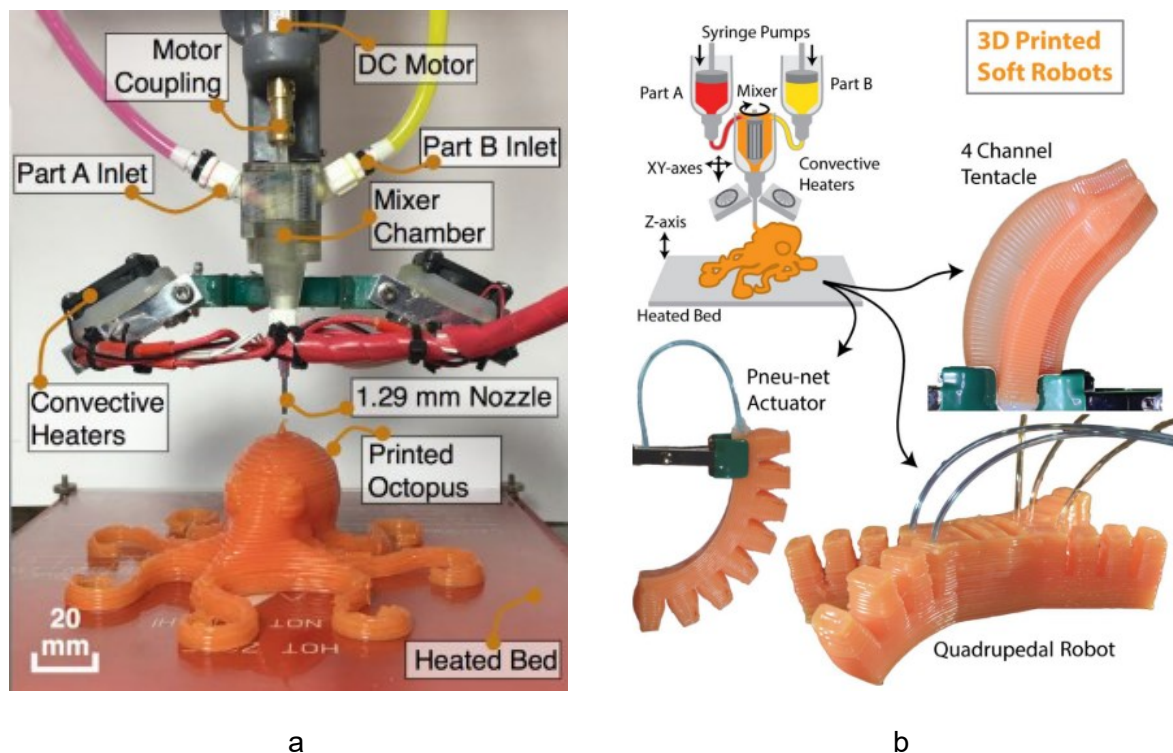 Motor
Coupling
DC Motor
Part A Inlet
Part B Inlet
Mixer
Chamber
Convective
Heaters
1.29 mm Nozzle
Printed
Octopus
20
mm
HOT
NOT
Heated Bed
a
Syringe Pumps
Part A
Mixer
Part B
XY-axes
Convective
Heaters
Z-axis
Heated Bed
3D Printed
Soft Robots
4 Channel
Tentacle
Pneu-net
Actuator
Quadrupedal Robot
b